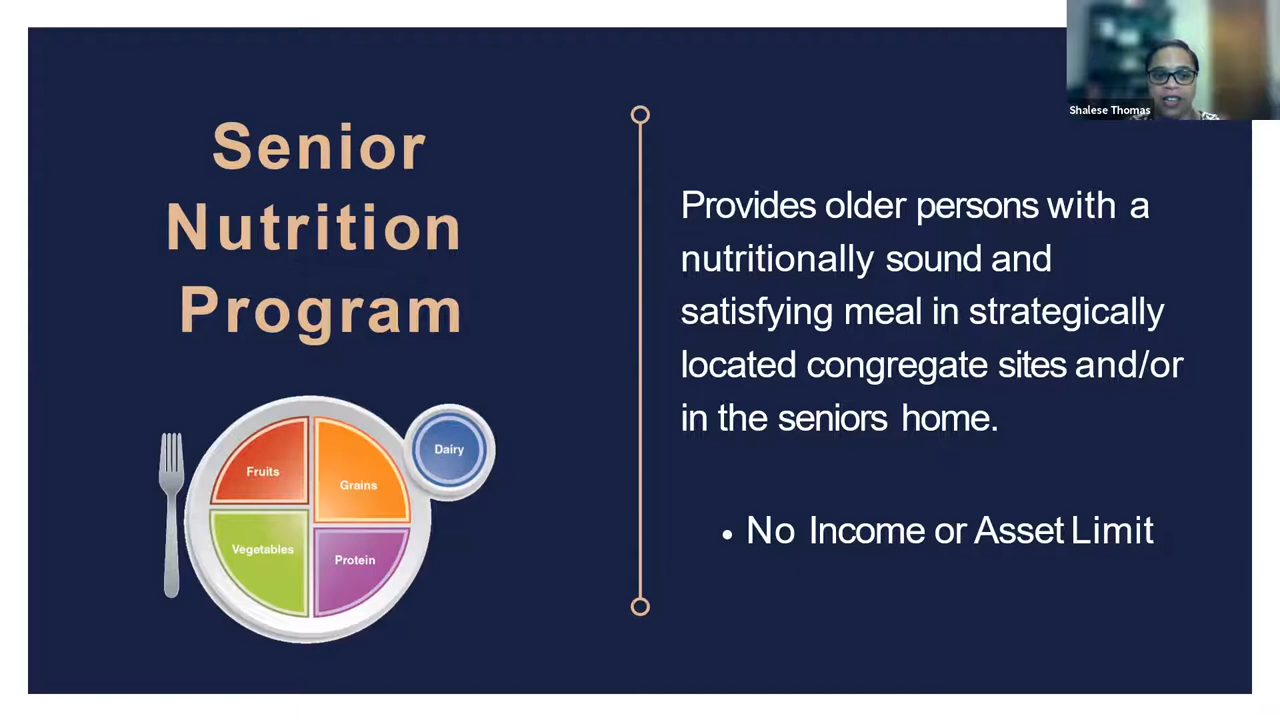 Shalese Thomas
Senior
Nutrition
Program
Provides older persons with a
nutritionally sound and
satisfying meal in strategically
located congregate sites and/or
in the seniors home.
• No Income or Asset Limit
Fruits
Grains
Dairy
Vegetables
Protein